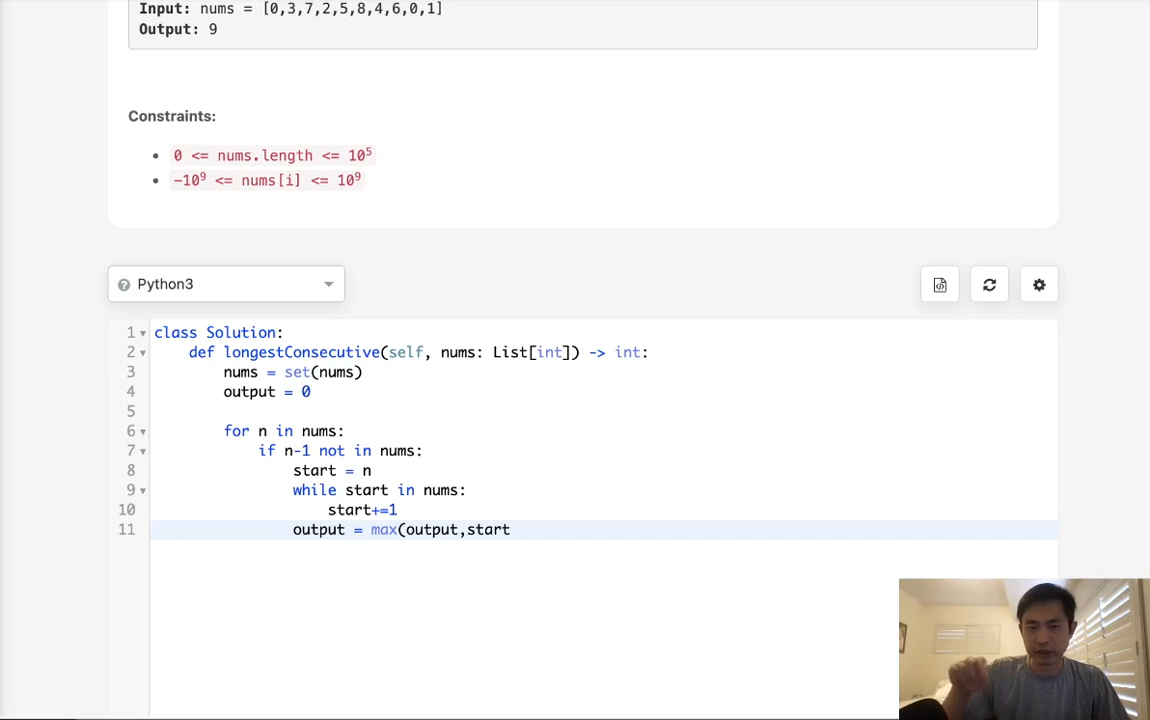 Input: nums = [0,3,7,2,5,8,4,6,0,1]
Output: 9
Constraints:
0 <= nums.length <= 10⁵
-10⁹ <= nums[i] <= 10⁹
Python3
1 class Solution:
2 def longestConsecutive(self, nums: List[int]) -> int:
3 nums = set(nums)
4 output = 0
5
6 for n in nums:
7 if n-1 not in nums:
8 start = n
9 while start in nums:
10 start+=1
11 output = max(output,start